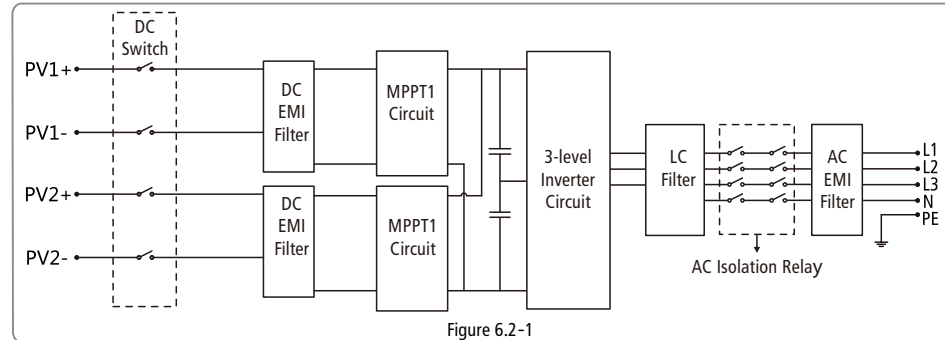 DC
Switch
PV1+
PV1-
PV2+
PV2-
DC
EMI
Filter
DC
EMI
Filter
MPPT1
Circuit
MPPT1
Circuit
3-level
Inverter
Circuit
LC
Filter
AC
EMI
Filter
L1
L2
L3
N
PE
AC Isolation Relay
Figure 6.2-1